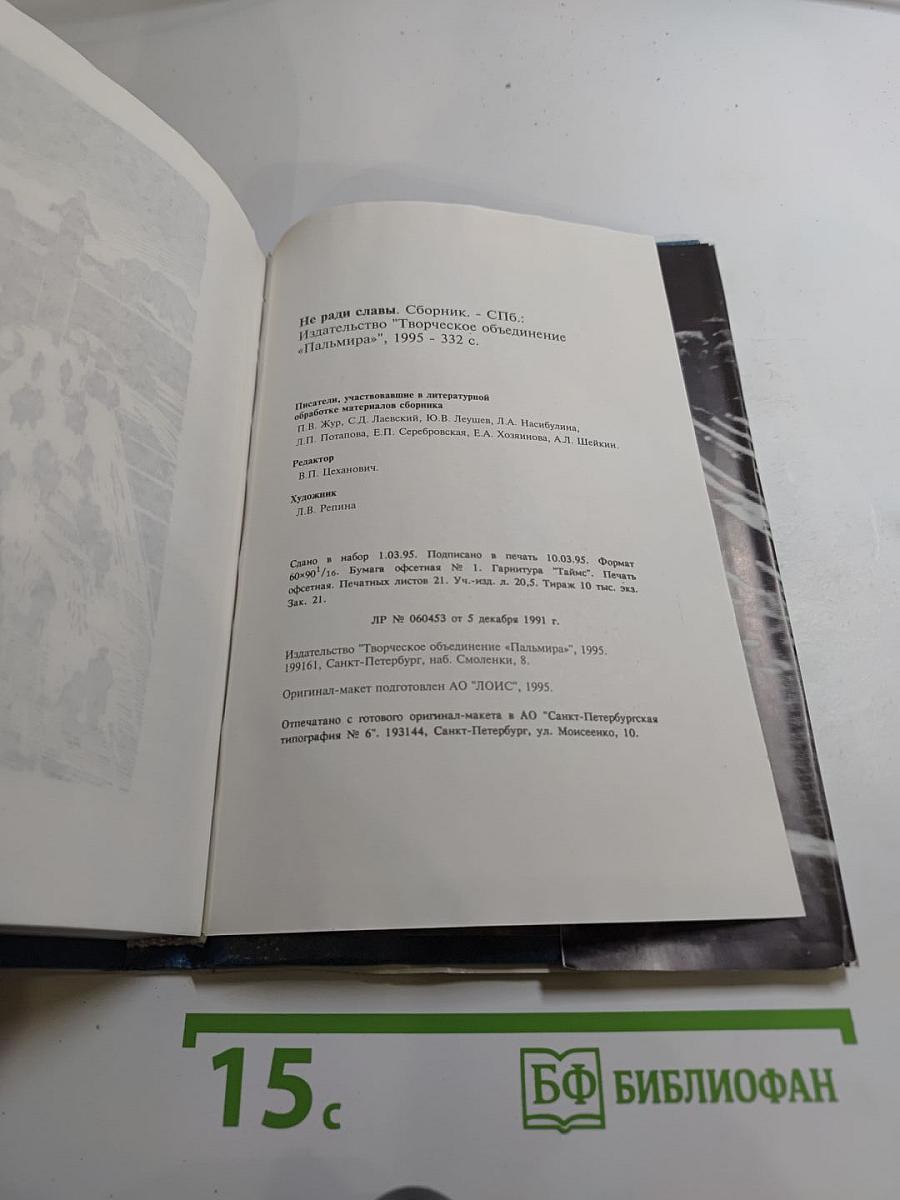 Не ради славы. Сборник. - СПб.:
Издательство "Творческое объединение
«Пальмира»", 1995 - 332 с.
Писатели, участвовавшие в литературной
обработке материалов сборника
П.В. Жур, С.Д. Лаевский, Ю.В. Леушев, Л.А. Насибулина,
Л.П. Потапова, Е.П. Серебровская, Е.А. Хозяинова, А.Л. Шейкин.
Редактор
В.П. Цеханович.
Художник
Л.В. Репина
Сдано в набор 1.03.95. Подписано в печать 10.03.95. Формат
60×90¹/16. Бумага офсетная № 1. Гарнитура "Таймс". Печать
офсетная. Печатных листов 21. Уч.-изд. л. 20,5. Тираж 10 тыс. экз.
Зак. 21.
ЛР № 060453 от 5 декабря 1991 г.
Издательство "Творческое объединение «Пальмира»", 1995.
199161, Санкт-Петербург, наб. Смоленки, 8.
Оригинал-макет подготовлен АО "ЛОИС", 1995.
Отпечатано с готового оригинал-макета в АО "Санкт-Петербургская
типография № 6". 193144, Санкт-Петербург, ул. Моисеенко, 10.
15 с
БФ БИБЛИОФАН